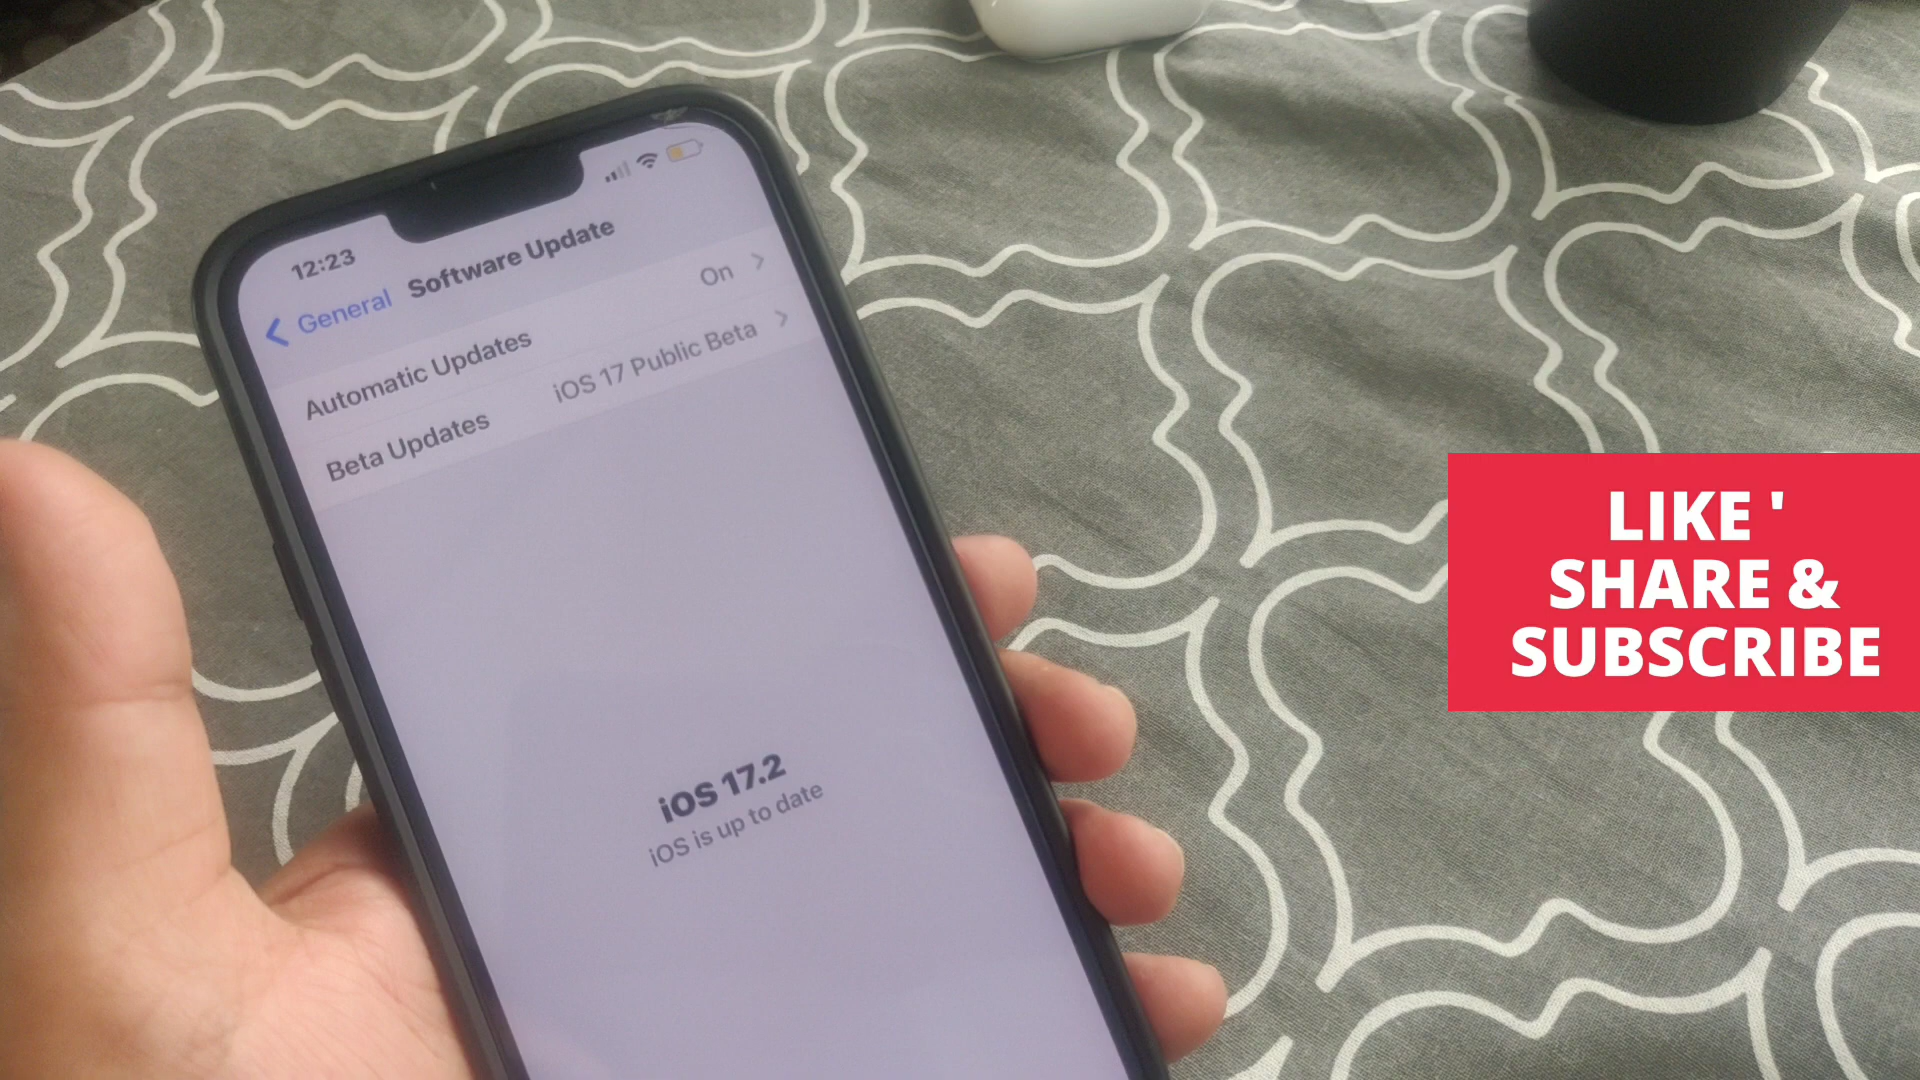 12:23
General Software Update
Automatic Updates On
Beta Updates iOS 17 Public Beta
iOS 17.2
iOS is up to date
LIKE '
SHARE &
SUBSCRIBE